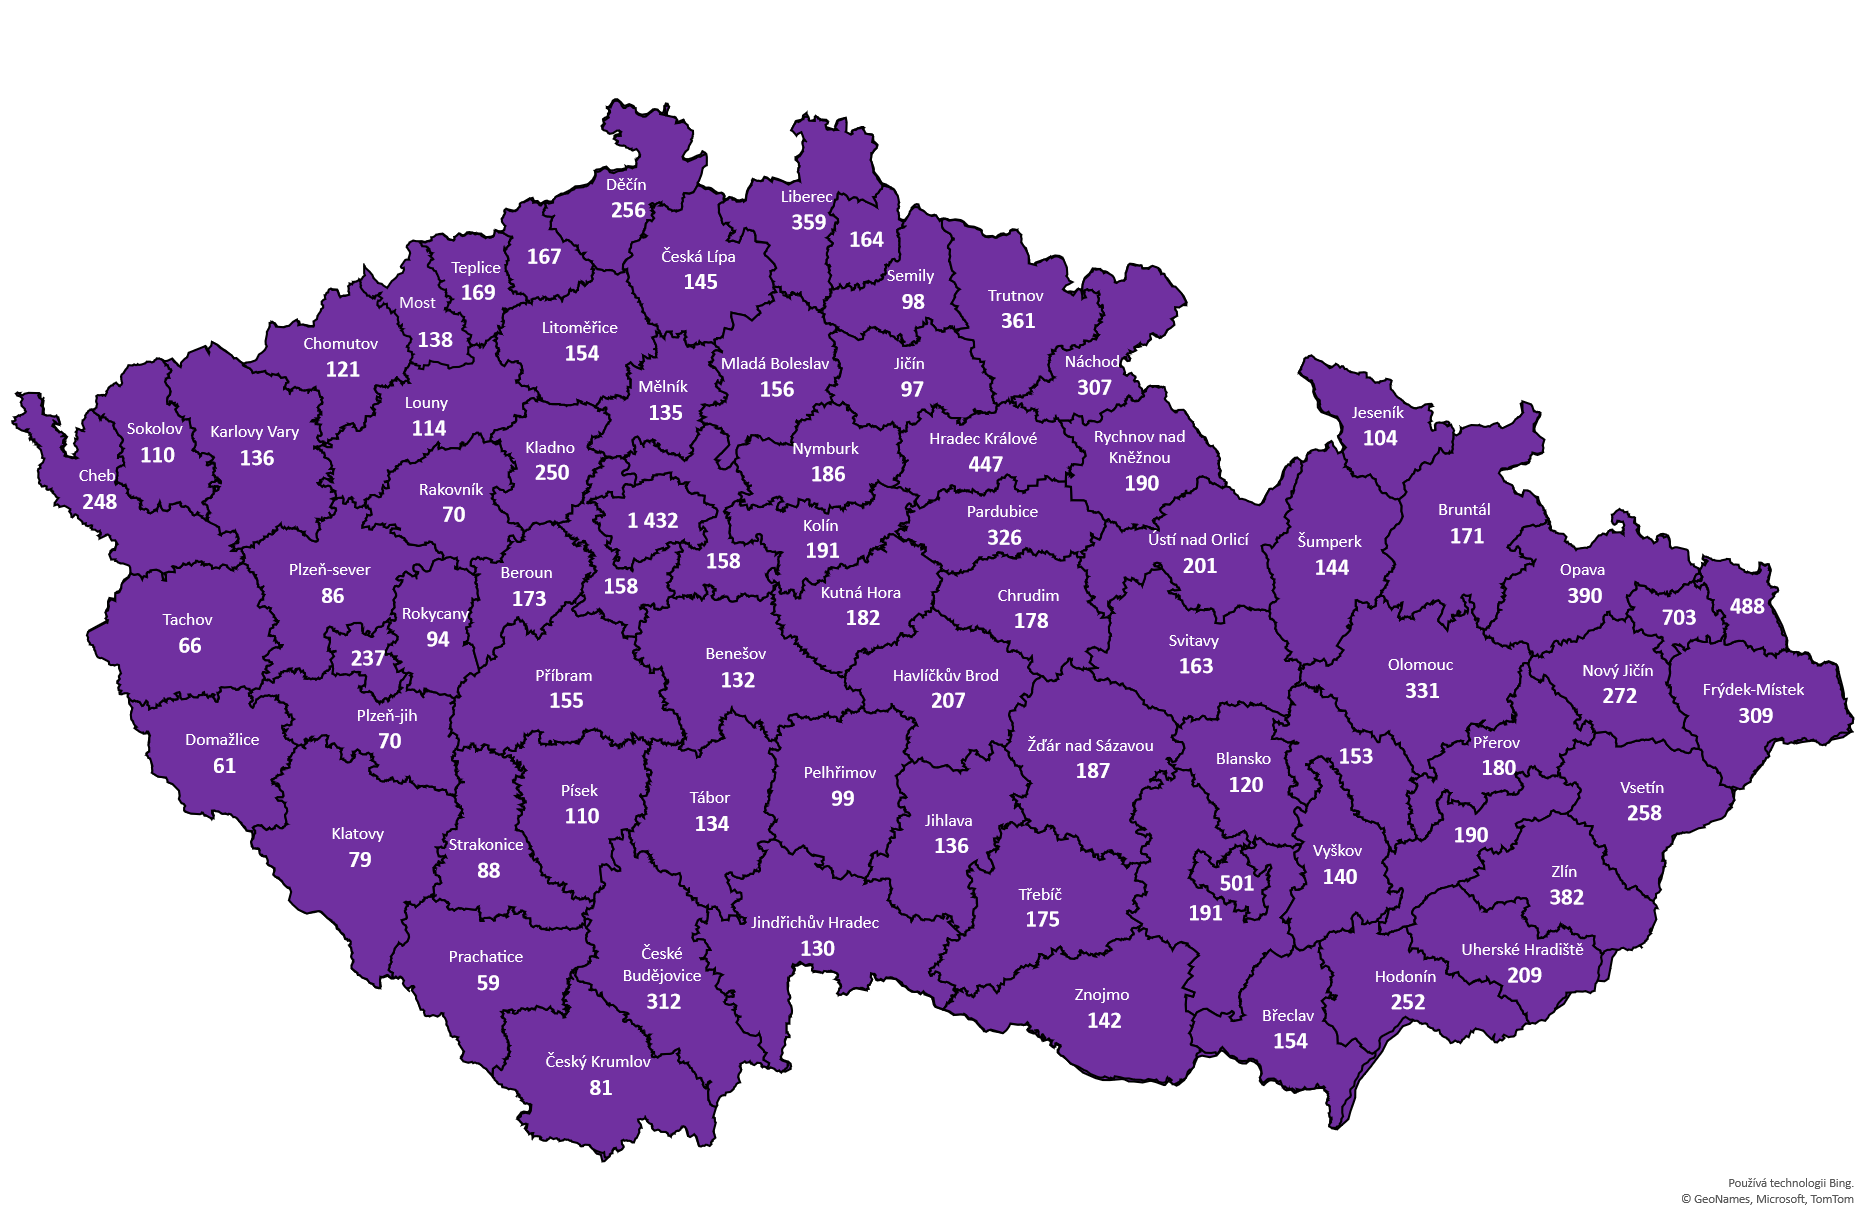 Děčín
256
Liberec
359
164
167
Česká Lípa
145
Teplice
169
Semily
98
Most
138
Trutnov
361
Litoměřice
154
Chomutov
121
Mladá Boleslav
156
Jičín
97
Náchod
307
Mělník
135
Louny
114
Jeseník
104
Sokolov
110
Karlovy Vary
136
Kladno
250
Nymburk
186
Hradec Králové
447
Rychnov nad
Kněžnou
190
Cheb
248
Rakovník
70
1 432
Kolín
191
Pardubice
326
Ústí nad Orlicí
201
Šumperk
144
Bruntál
171
Plzeň-sever
86
Beroun
173
158
158
Kutná Hora
182
Chrudim
178
Opava
390
703
488
Tachov
66
Rokycany
94
237
Příbram
155
Benešov
132
Havlíčkův Brod
207
Svitavy
163
Olomouc
331
Nový Jičín
272
Frýdek-Místek
309
Plzeň-jih
70
Domažlice
61
Žďár nad Sázavou
187
Blansko
120
153
Přerov
180
Písek
110
Tábor
134
Pelhřimov
99
Vsetín
258
Klatovy
79
Strakonice
88
Jihlava
136
Vyškov
140
190
Zlín
382
Třebíč
175
501
191
Jindřichův Hradec
130
Prachatice
59
České
Budějovice
312
Uherské Hradiště
209
Hodonín
252
Znojmo
142
Břeclav
154
Český Krumlov
81
Používá technologii Bing.
© GeoNames, Microsoft, TomTom